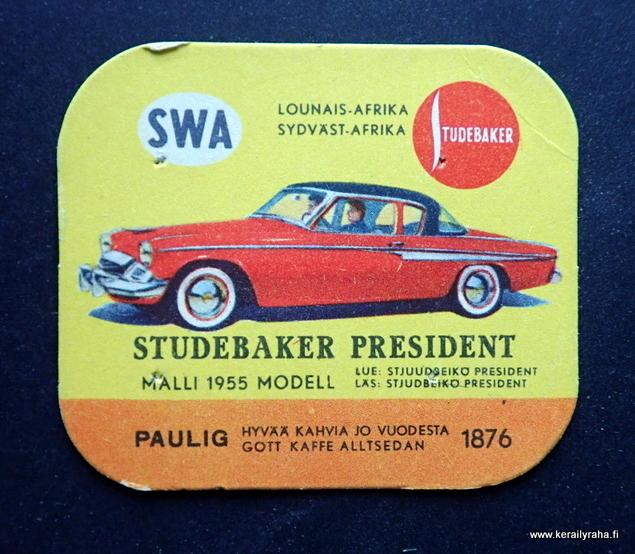 SWA
LOUNAIS-AFRIKA
SYDVÄST-AFRIKA
STUDEBAKER
STUDEBAKER PRESIDENT
MALLI 1955 MODELL
LUE: STJUUDBEIKÖ PRESIDENT
LÄS: STJUDBEIKÖ PRESIDENT
PAULIG
HYVÄÄ KAHVIA JO VUODESTA
GOTT KAFFE ALLTSEDAN
1876
www.kerailyraha.fi